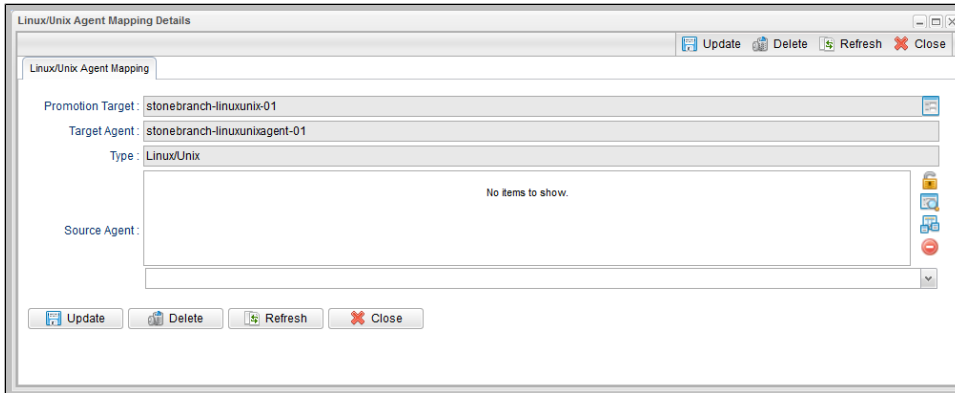 Linux/Unix Agent Mapping Details
Update Delete Refresh Close
Linux/Unix Agent Mapping
Promotion Target : stonebranch-linuxunix-01
Target Agent : stonebranch-linuxunixagent-01
Type : Linux/Unix
No items to show.
Source Agent :
Update Delete Refresh Close